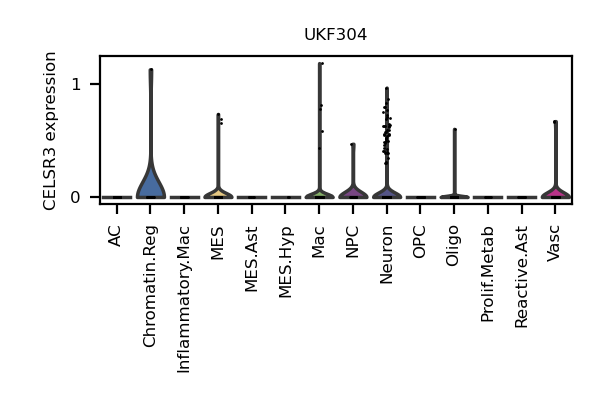 UKF304
CELSR3 expression
1
0
AC
Chromatin.Reg
Inflammatory.Mac
MES
MES.Ast
MES.Hyp
Mac
NPC
Neuron
OPC
Oligo
Prolif.Metab
Reactive.Ast
Vasc